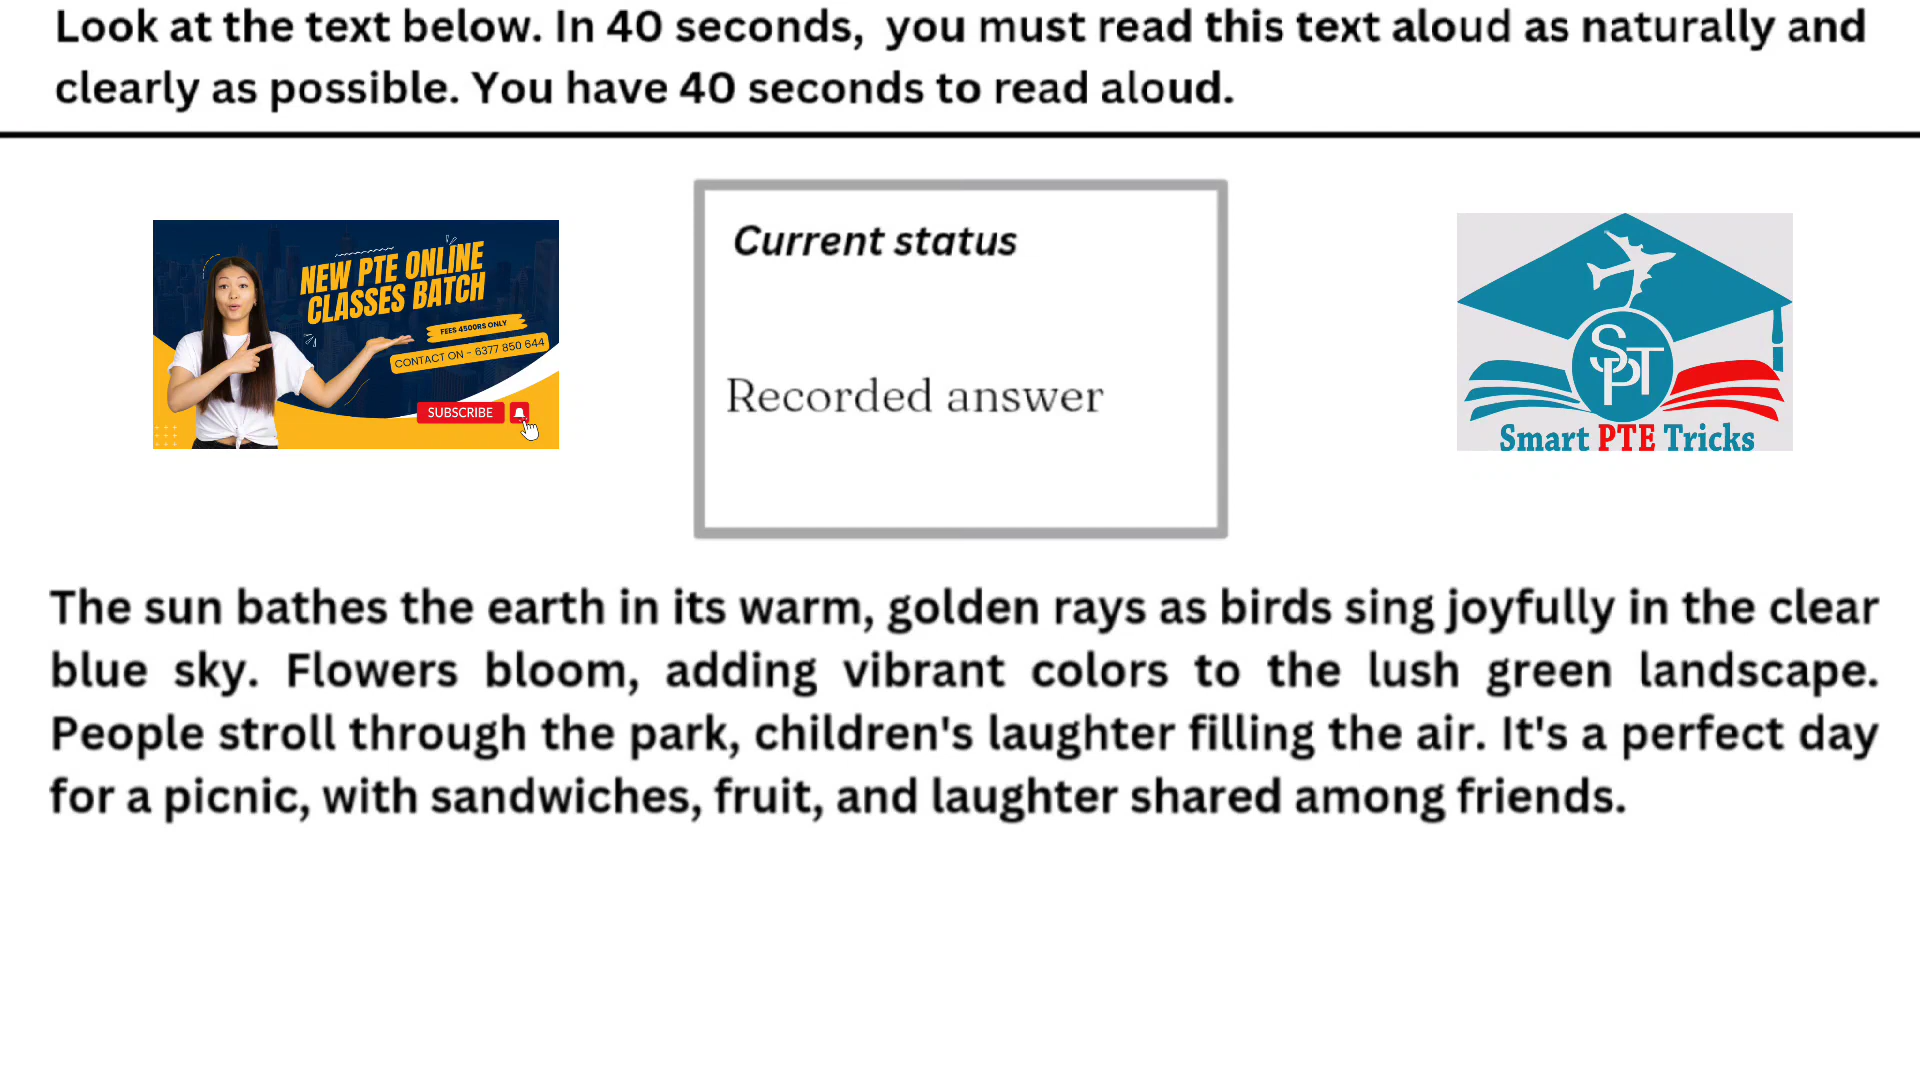 Look at the text below. In 40 seconds,  you must read this text aloud as naturally and
clearly as possible. You have 40 seconds to read aloud.
NEW PTE ONLINE
CLASSES BATCH
FEES 4500RS ONLY
CONTACT ON - 6377 850 644
SUBSCRIBE
Current status
Recorded answer
SPT
Smart PTE Tricks
The sun bathes the earth in its warm, golden rays as birds sing joyfully in the clear
blue sky. Flowers bloom, adding vibrant colors to the lush green landscape.
People stroll through the park, children's laughter filling the air. It's a perfect day
for a picnic, with sandwiches, fruit, and laughter shared among friends.